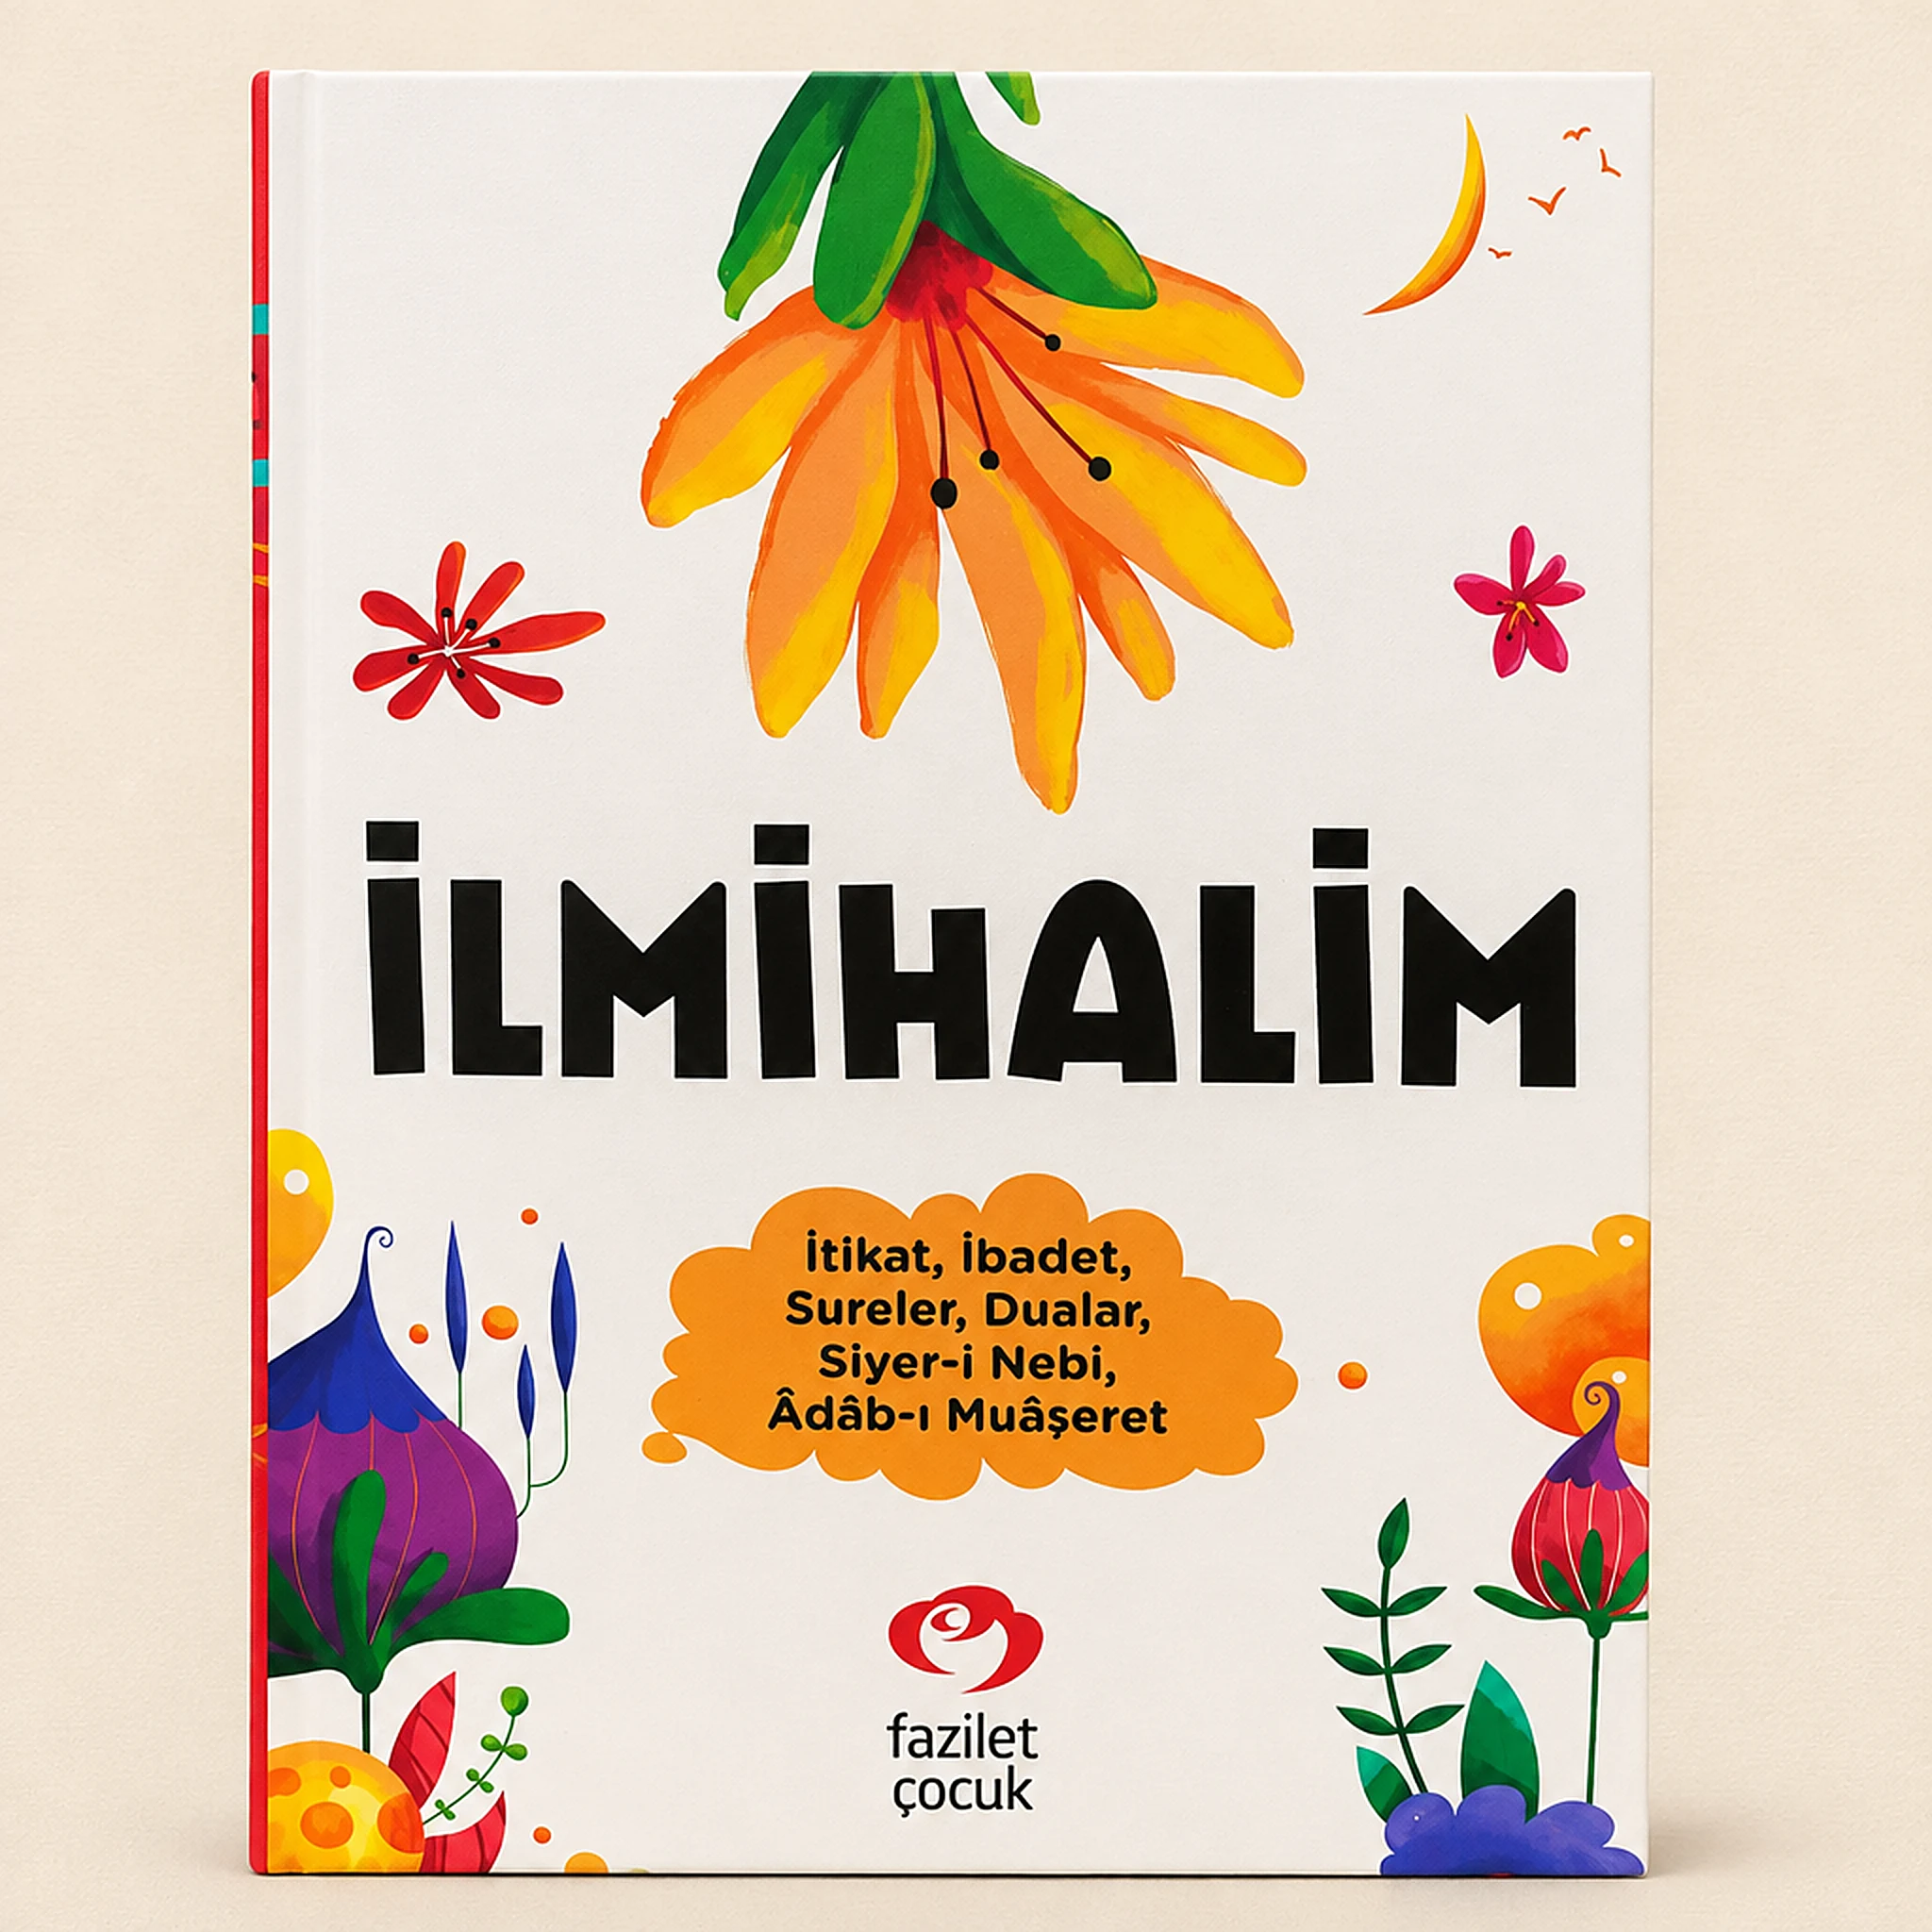 İLMİHALİM
İtikat, İbadet,
Sureler, Dualar,
Siyer-i Nebi,
Âdâb-ı Muâşeret
fazilet
çocuk